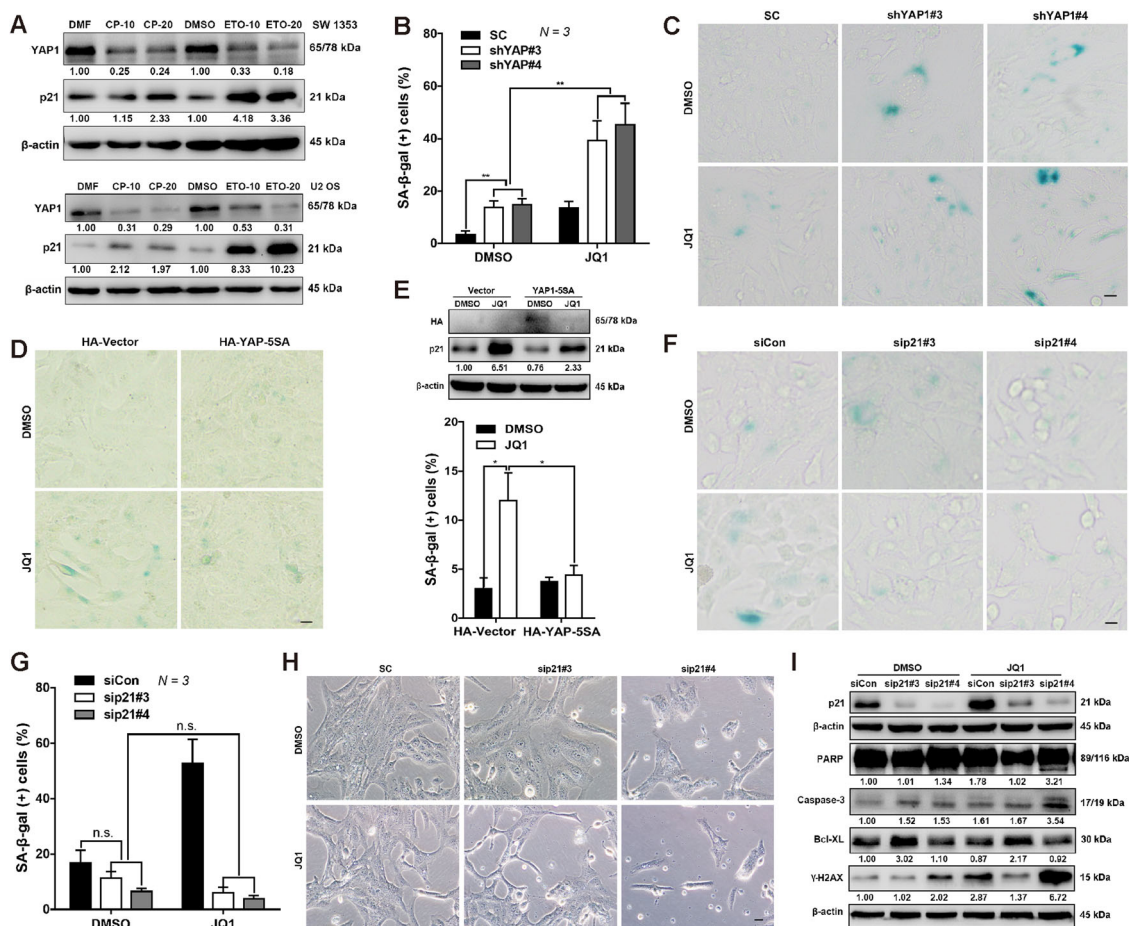 A
DMF CP-10 CP-20 DMSO ETO-10 ETO-20 SW 1353
YAP1 65/78 kDa
1.00 0.25 0.24 1.00 0.33 0.18
p21 21 kDa
1.00 1.15 2.33 1.00 4.18 3.36
β-actin 45 kDa
DMF CP-10 CP-20 DMSO ETO-10 ETO-20 U2 OS
YAP1 65/78 kDa
1.00 0.31 0.29 1.00 0.53 0.31
p21 21 kDa
1.00 2.12 1.97 1.00 8.33 10.23
β-actin 45 kDa
B
SC N = 3
shYAP#3
shYAP#4
SA-β-gal (+) cells (%)
80
60
40
20
0
**
**
DMSO JQ1
C
SC shYAP1#3 shYAP1#4
DMSO
JQ1
D
HA-Vector HA-YAP-5SA
DMSO
JQ1
E
Vector YAP1-5SA
DMSO JQ1 DMSO JQ1
HA 65/78 kDa
p21 21 kDa
1.00 6.51 0.76 2.33
β-actin 45 kDa
DMSO
JQ1
SA-β-gal (+) cells (%)
20
15
10
5
0
* *
HA-Vector HA-YAP-5SA
F
siCon sip21#3 sip21#4
DMSO
JQ1
G
siCon N = 3
sip21#3
sip21#4
SA-β-gal (+) cells (%)
80
60
40
20
0
n.s.
n.s.
DMSO JQ1
H
SC sip21#3 sip21#4
DMSO
JQ1
I
DMSO JQ1
siCon sip21#3 sip21#4 siCon sip21#3 sip21#4
p21 21 kDa
β-actin 45 kDa
PARP 89/116 kDa
1.00 1.01 1.34 1.78 1.02 3.21
Caspase-3 17/19 kDa
1.00 1.52 1.53 1.61 1.67 3.54
Bcl-XL 30 kDa
1.00 3.02 1.10 0.87 2.17 0.92
γ-H2AX 15 kDa
1.00 1.02 2.02 2.87 1.37 6.72
β-actin 45 kDa